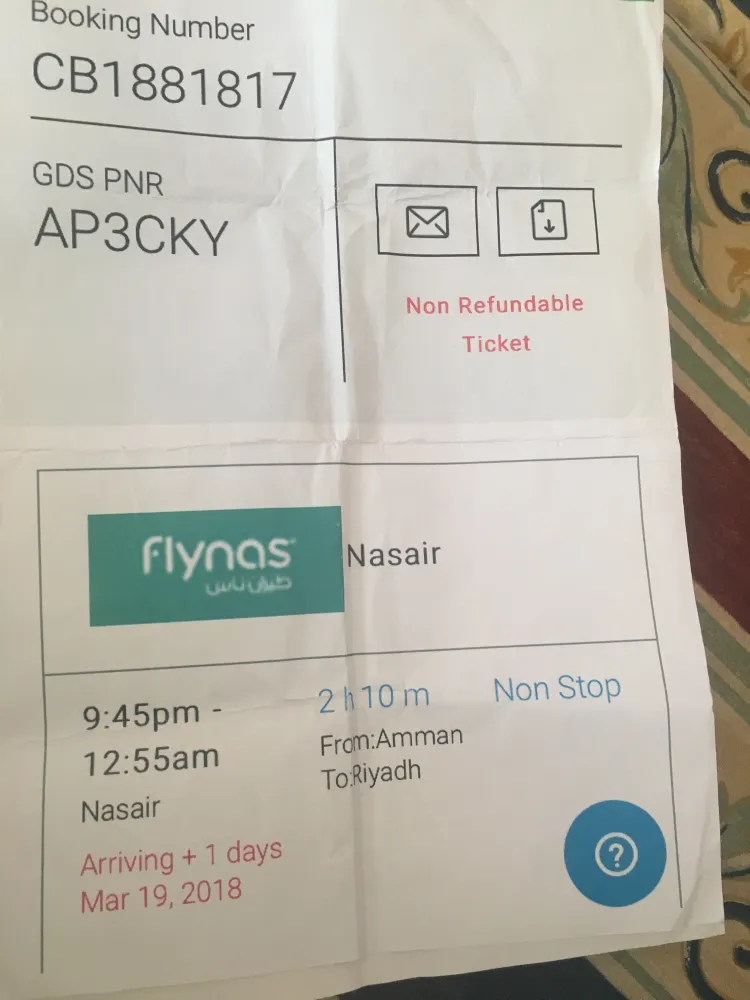 Booking Number
CB1881817
GDS PNR
AP3CKY
Non Refundable
Ticket
flynas
طيران ناس
Nasair
9:45pm -
12:55am
Nasair
Arriving + 1 days
Mar 19, 2018
2 h 10 m
From:Amman
To:Riyadh
Non Stop
?